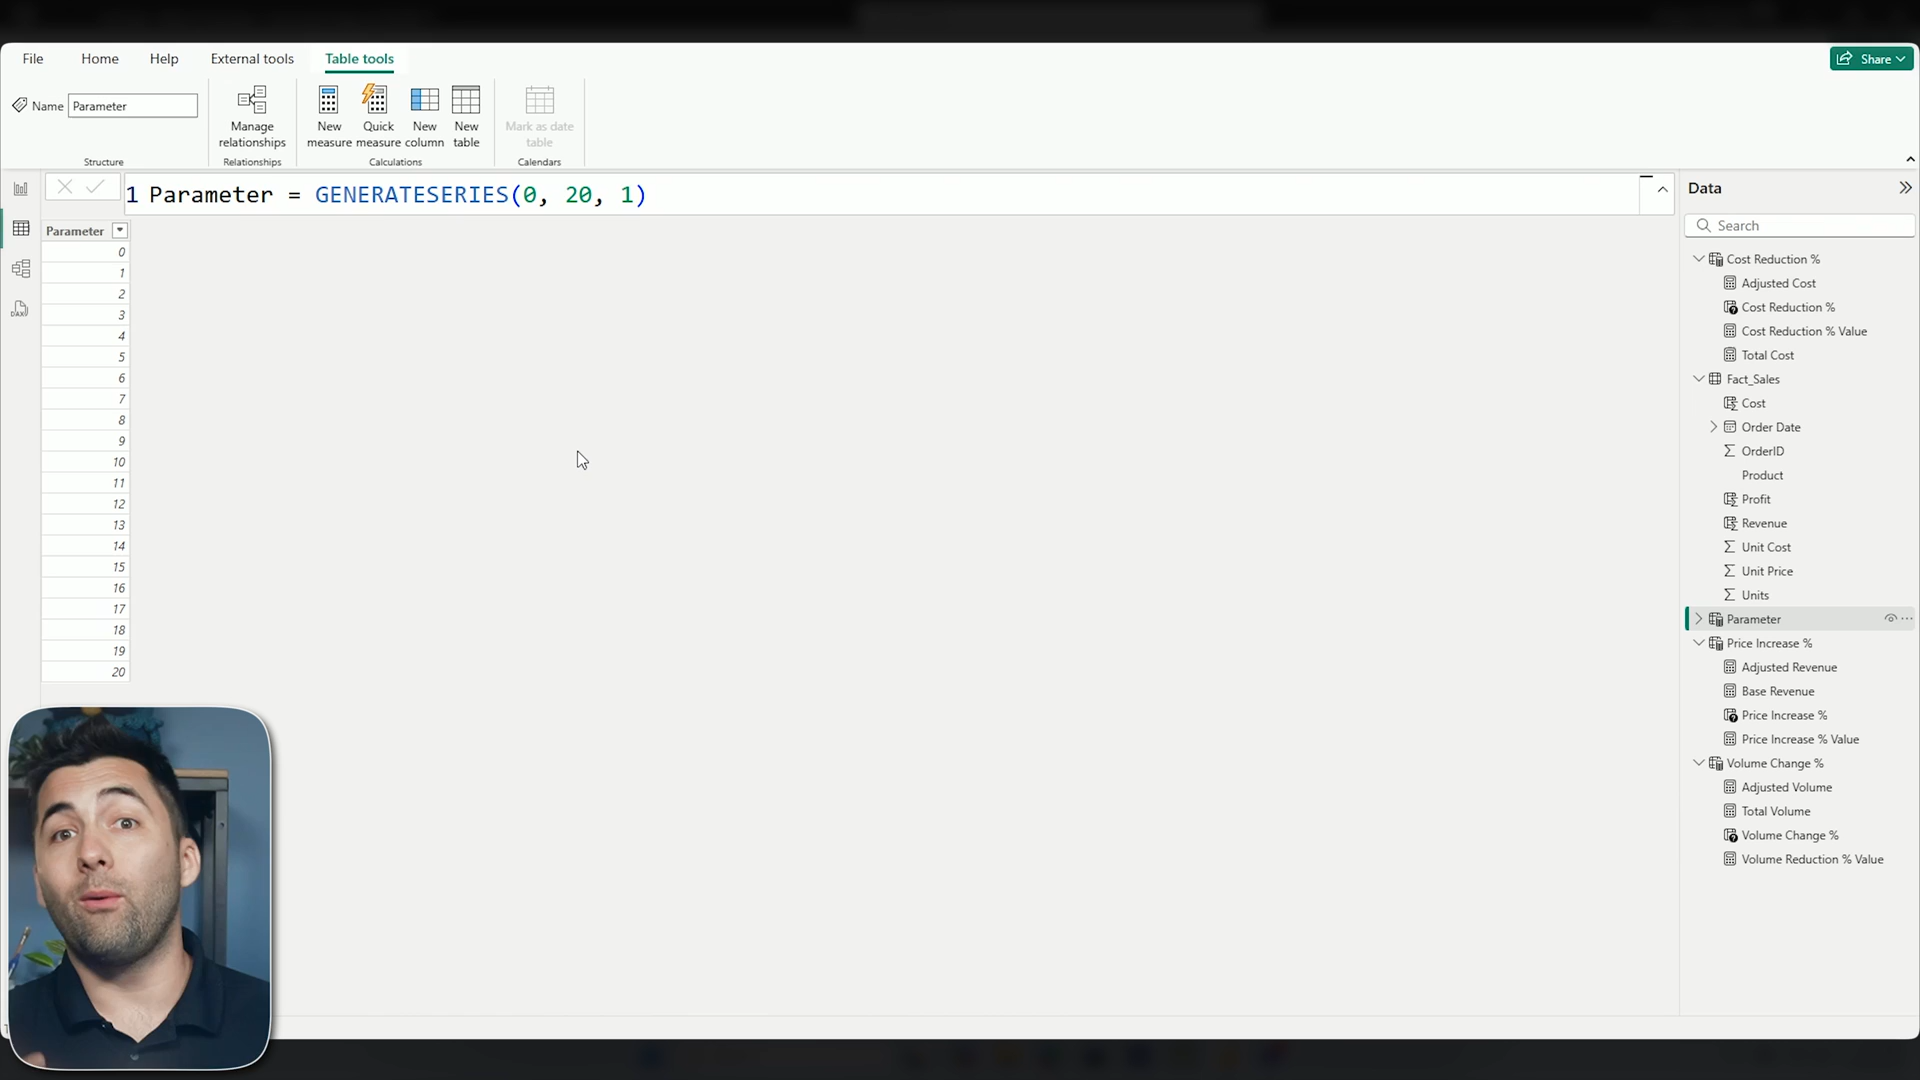 File Home Help External tools Table tools Share
Name Parameter
Manage relationships
New measure
Quick measure
New column
New table
Mark as date table
Structure Relationships Calculations Calendars
1 Parameter = GENERATESERIES(0, 20, 1)
Parameter
0
1
2
3
4
5
6
7
8
9
10
11
12
13
14
15
16
17
18
19
20
DAX
Data
Search
Cost Reduction %
Adjusted Cost
Cost Reduction %
Cost Reduction % Value
Total Cost
Fact_Sales
Cost
Order Date
OrderID
Product
Profit
Revenue
Unit Cost
Unit Price
Units
Parameter
Price Increase %
Adjusted Revenue
Base Revenue
Price Increase %
Price Increase % Value
Volume Change %
Adjusted Volume
Total Volume
Volume Change %
Volume Reduction % Value